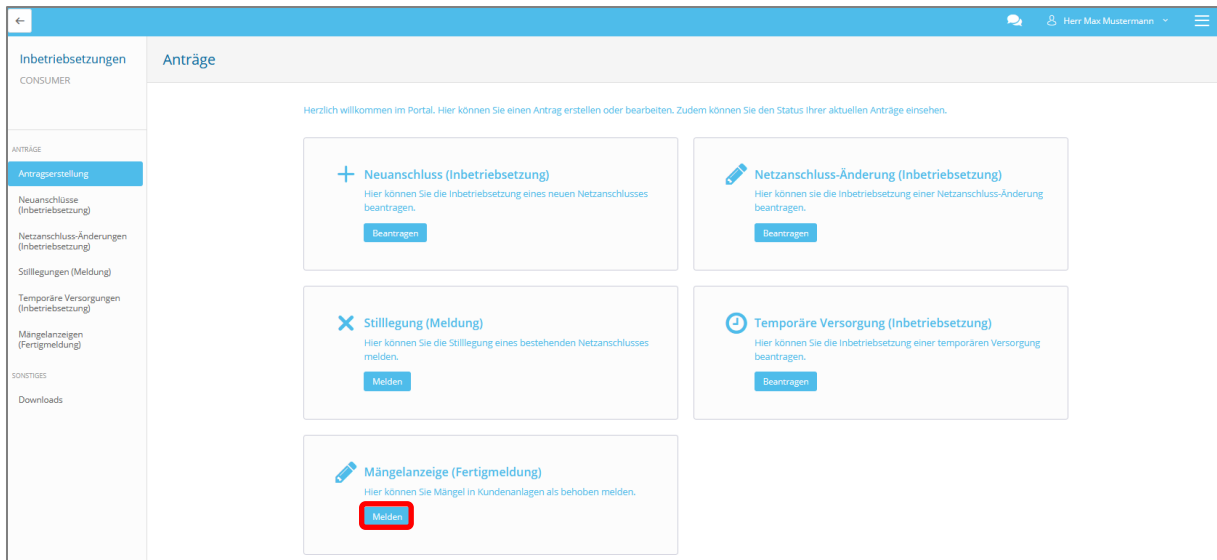 Herr Max Mustermann
Inbetriebsetzungen
CONSUMER
Anträge
Herzlich willkommen im Portal. Hier können Sie einen Antrag erstellen oder bearbeiten. Zudem können Sie den Status Ihrer aktuellen Anträge einsehen.
ANTRÄGE
Antragserstellung
Neuanschlüsse
(Inbetriebsetzung)
Netzanschluss-Änderungen
(Inbetriebsetzung)
Stilllegungen (Meldung)
Temporäre Versorgungen
(Inbetriebsetzung)
Mängelanzeigen
(Fertigmeldung)
SONSTIGES
Downloads
Neuanschluss (Inbetriebsetzung)
Hier können Sie die Inbetriebsetzung eines neuen Netzanschlusses
beantragen.
Beantragen
Netzanschluss-Änderung (Inbetriebsetzung)
Hier können sie die Inbetriebsetzung einer Netzanschluss-Änderung
beantragen.
Beantragen
Stilllegung (Meldung)
Hier können Sie die Stilllegung eines bestehenden Netzanschlusses
melden.
Melden
Temporäre Versorgung (Inbetriebsetzung)
Hier können Sie die Inbetriebsetzung einer temporären Versorgung
beantragen.
Beantragen
Mängelanzeige (Fertigmeldung)
Hier können Sie Mängel in Kundenanlagen als behoben melden.
Melden